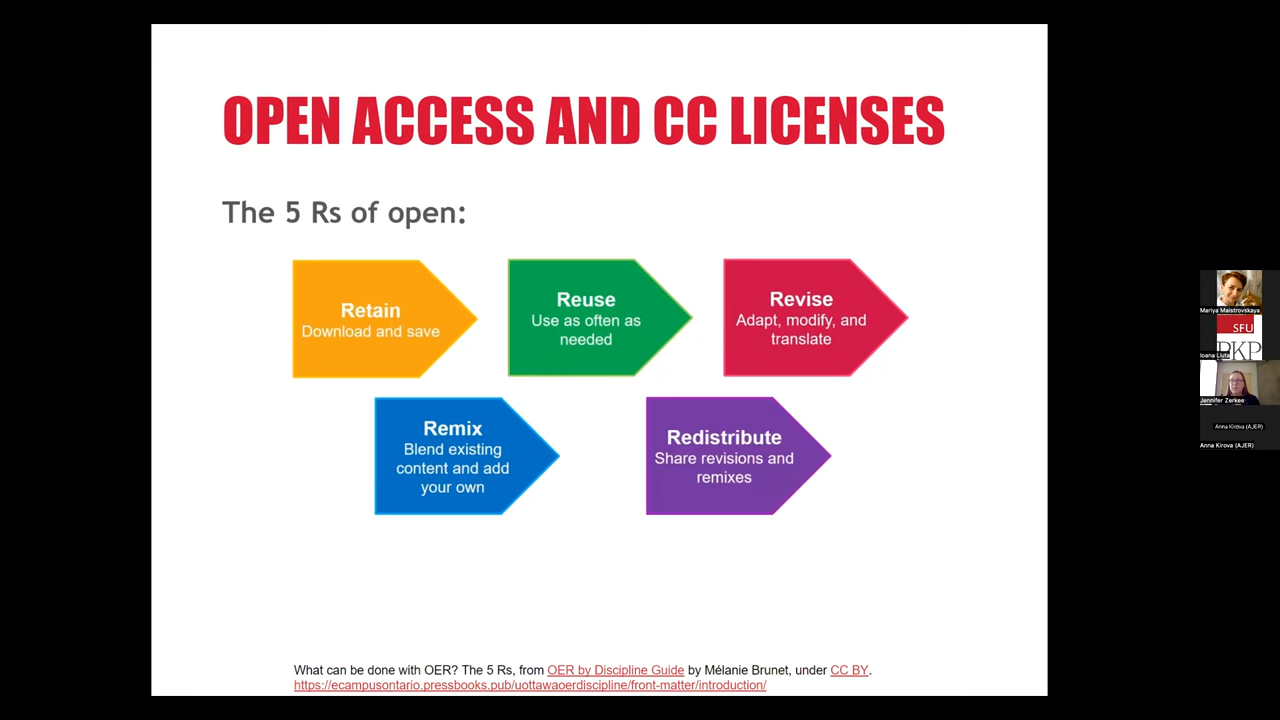 OPEN ACCESS AND CC LICENSES
The 5 Rs of open:
Retain
Download and save
Reuse
Use as often as
needed
Revise
Adapt, modify, and
translate
Remix
Blend existing
content and add
your own
Redistribute
Share revisions and
remixes
What can be done with OER? The 5 Rs, from OER by Discipline Guide by Mélanie Brunet, under CC BY.
https://ecampusontario.pressbooks.pub/uottawaoerdiscipline/front-matter/introduction/
Mariya Maistrovskaya
SFU
PKP
Ioana Liuta
Jennifer Zerkee
Anna Kirova (AJER)
Anna Kirova (AJER)